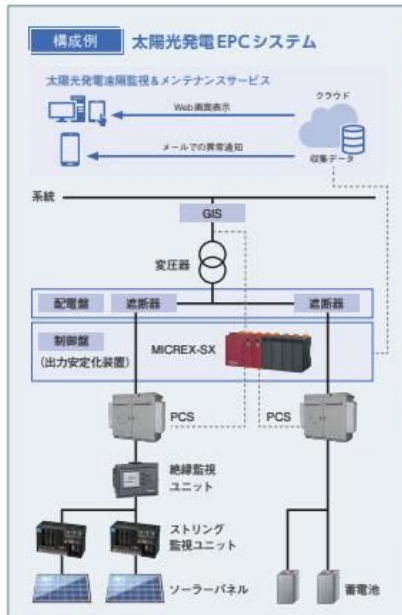 構成例
太陽光発電EPCシステム
太陽光発電遠隔監視&メンテナンスサービス
クラウド
Web画面表示
メールでの異常通知
収集データ
系統
GIS
変圧器
配電盤
遮断器
遮断器
制御盤
(出力安定化装置)
MICREX-SX
PCS
PCS
絶縁監視
ユニット
ストリング
監視ユニット
ソーラーパネル
蓄電池